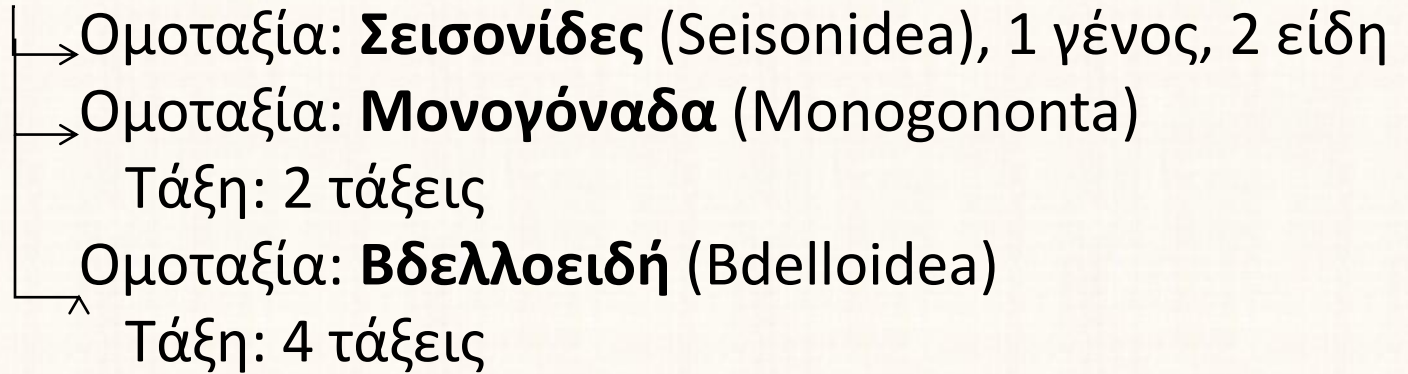 Ομοταξία: Σεισονίδες (Seisonidea), 1 γένος, 2 είδη
Ομοταξία: Μονογόναδα (Monogononta)
Τάξη: 2 τάξεις
Ομοταξία: Βδελλοειδή (Bdelloidea)
Τάξη: 4 τάξεις